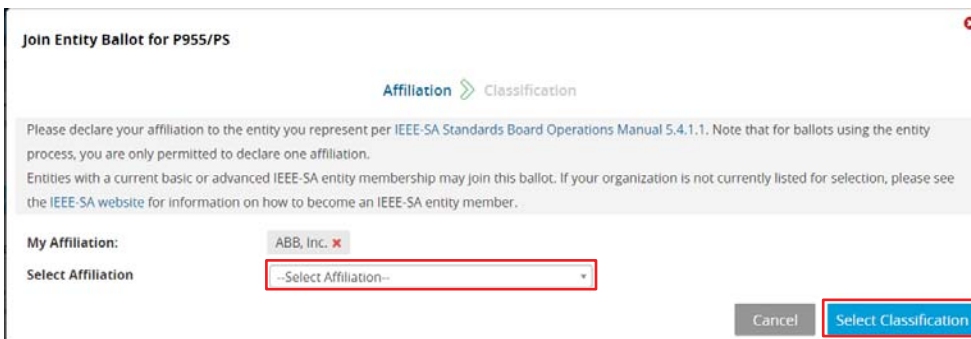 Join Entity Ballot for P955/PS
Affiliation Classification
Please declare your affiliation to the entity you represent per IEEE-SA Standards Board Operations Manual 5.4.1.1. Note that for ballots using the entity
process, you are only permitted to declare one affiliation.
Entities with a current basic or advanced IEEE-SA entity membership may join this ballot. If your organization is not currently listed for selection, please see
the IEEE-SA website for information on how to become an IEEE-SA entity member.
My Affiliation: ABB, Inc.
Select Affiliation --Select Affiliation--
Cancel Select Classification